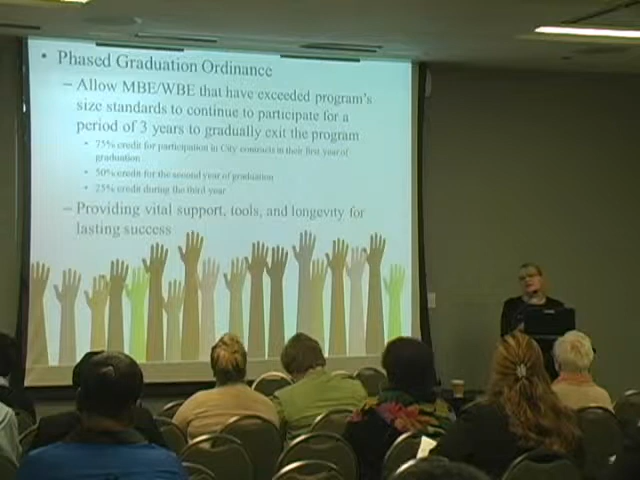 • Phased Graduation Ordinance
– Allow MBE/WBE that have exceeded program's
size standards to continue to participate for a
period of 3 years to gradually exit the program
• 75% credit for participation in City contracts in their first year of
graduation
• 50% credit for the second year of graduation
• 25% credit during the third year
– Providing vital support, tools, and longevity for
lasting success